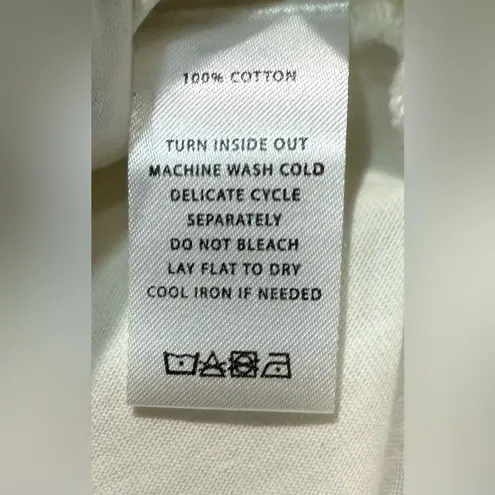 100% COTTON
TURN INSIDE OUT
MACHINE WASH COLD
DELICATE CYCLE
SEPARATELY
DO NOT BLEACH
LAY FLAT TO DRY
COOL IRON IF NEEDED